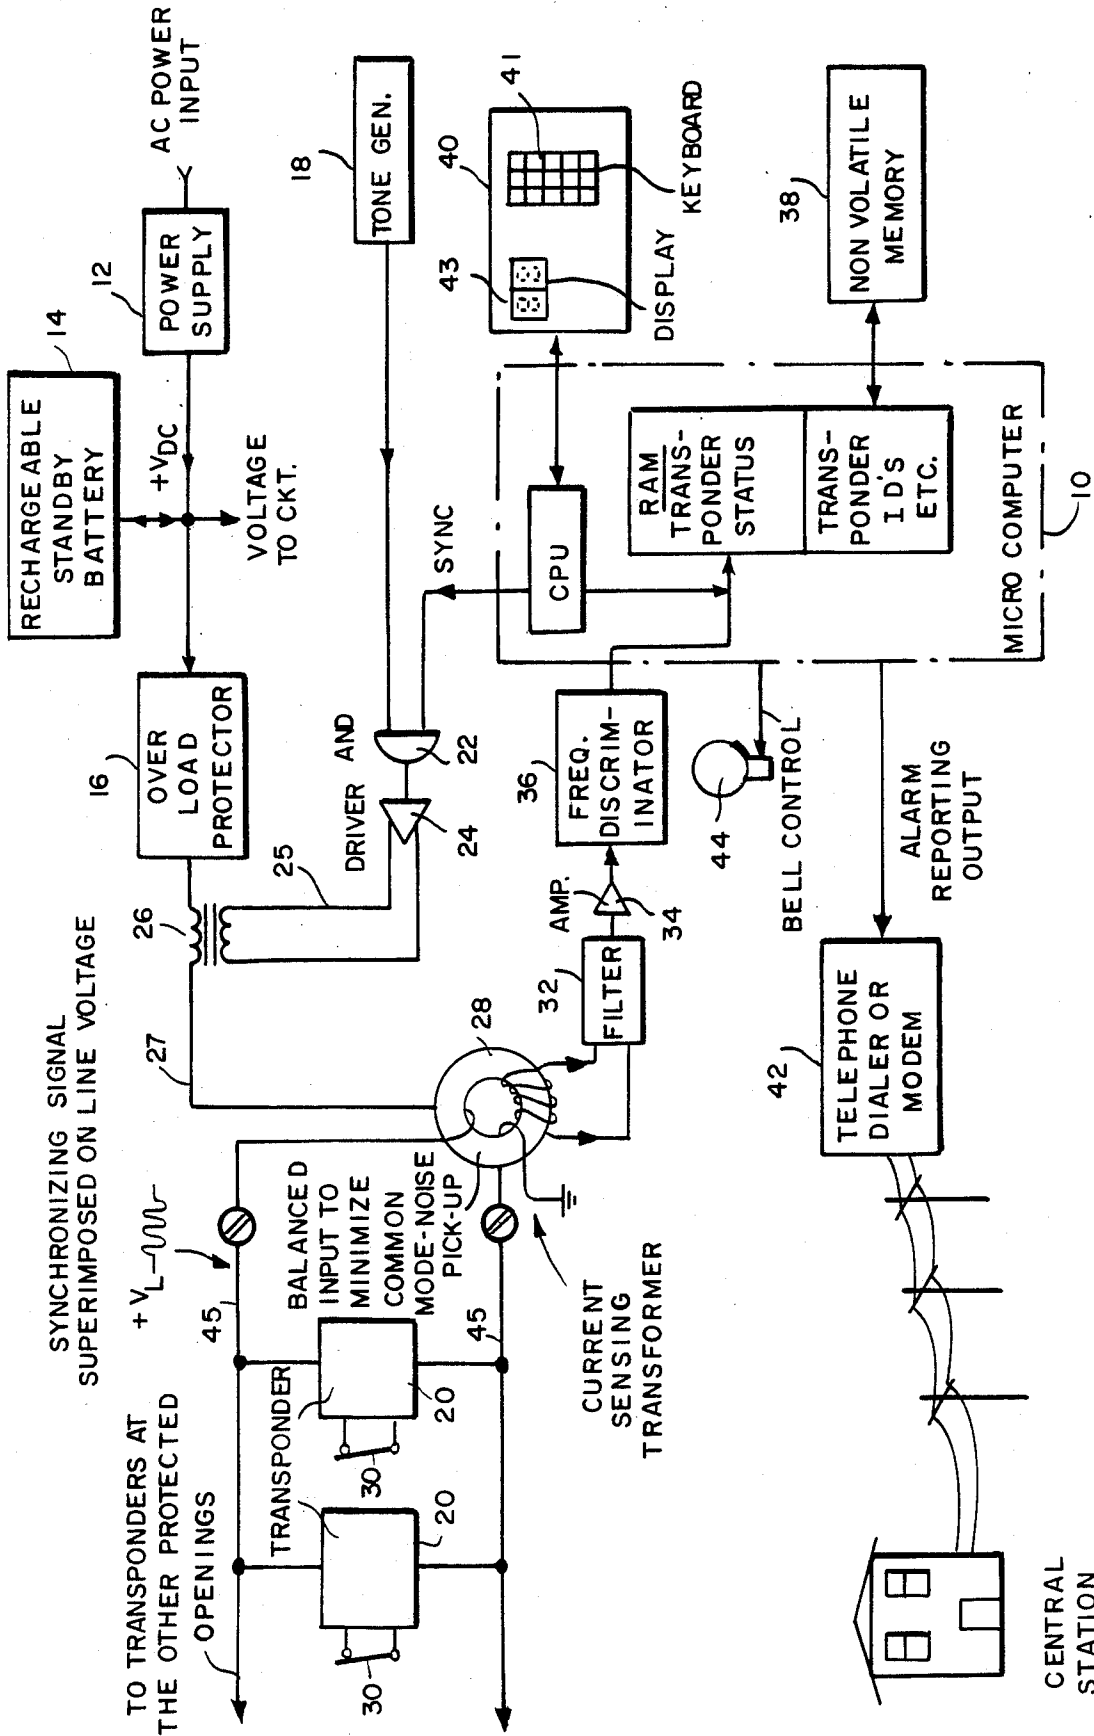 RECHARGEABLE
STANDBY
BATTERY
14
12
AC POWER
INPUT
POWER
SUPPLY
+VDC
VOLTAGE
TO CKT.
16
OVER
LOAD
PROTECTOR
18
TONE GEN.
SYNCHRONIZING SIGNAL
SUPERIMPOSED ON LINE VOLTAGE
26
27
25
DRIVER
AND
22
24
SYNC
40
41
43
DISPLAY
KEYBOARD
TO TRANSPONDERS AT
THE OTHER PROTECTED
OPENINGS
+ VL
45
TRANSPONDER
20
30
20
30
45
BALANCED
INPUT TO
MINIMIZE
COMMON
MODE-NOISE
PICK-UP
28
CURRENT
SENSING
TRANSFORMER
32
FILTER
AMP.
34
36
FREQ.
DISCRIM-
INATOR
CPU
RAM
TRANS-
PONDER
STATUS
TRANS-
PONDER
ID'S
ETC.
MICRO COMPUTER
10
38
NON VOLATILE
MEMORY
44
BELL CONTROL
ALARM
REPORTING
OUTPUT
42
TELEPHONE
DIALER OR
MODEM
CENTRAL
STATION